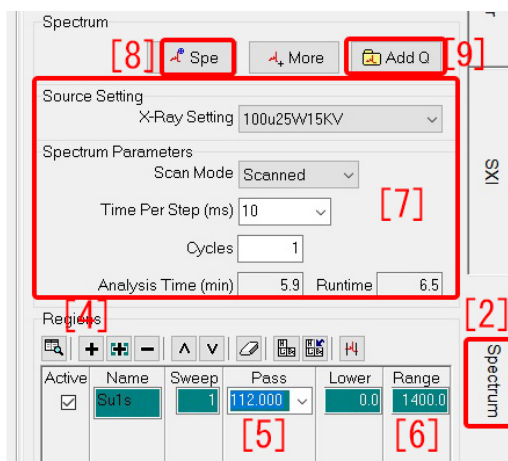 Spectrum
[8] Spe More Add Q [9]
Source Setting
X-Ray Setting 100u25W15KV
Spectrum Parameters
Scan Mode Scanned
Time Per Step (ms) 10 [7]
Cycles 1
Analysis Time (min) 5.9 Runtime 6.5
[4]
Regions
Active Name Sweep Pass Lower Range
Su1s 1 112.000 0.0 1400.0
[5] [6]
SXI
[2]
Spectrum